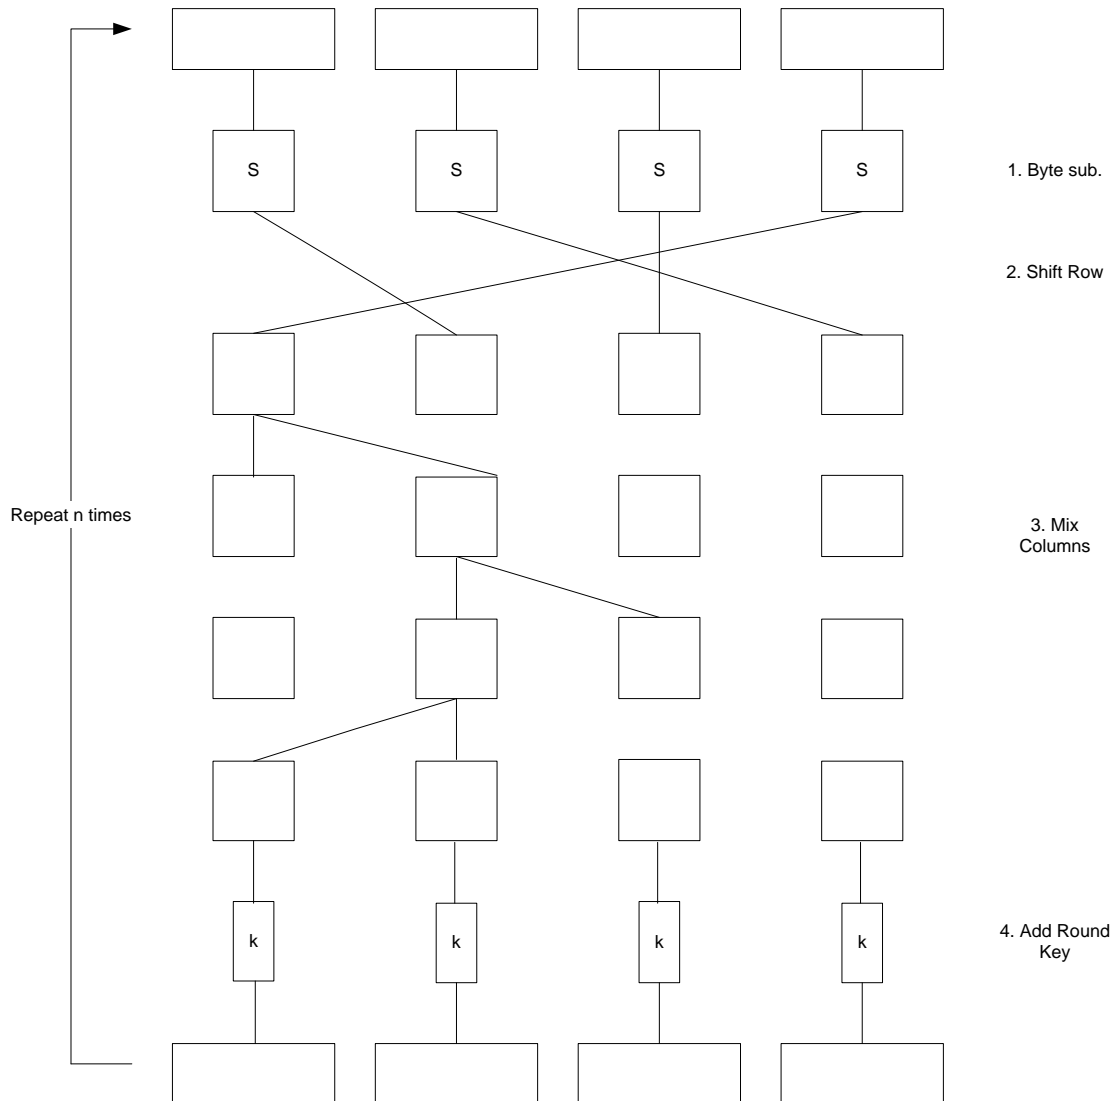 S S S S 1. Byte sub.
2. Shift Row
Repeat n times
3. Mix
Columns
k k k k
4. Add Round
Key